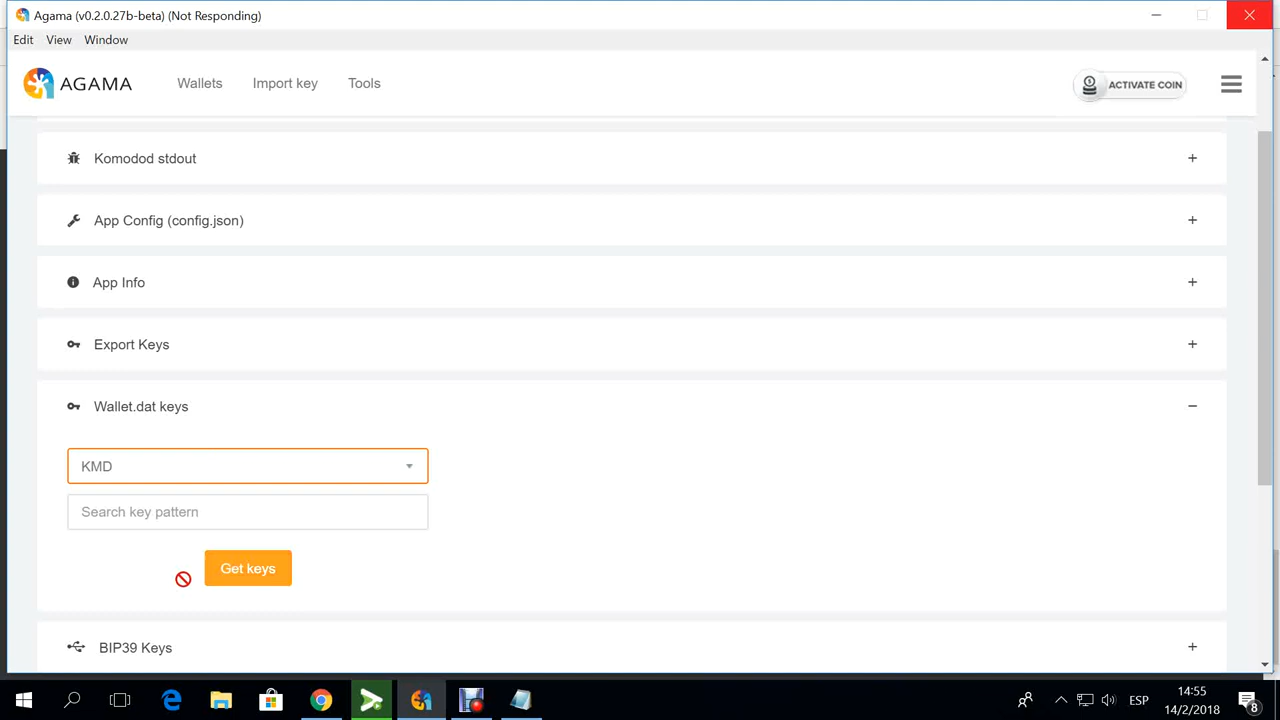 Agama (v0.2.0.27b-beta) (Not Responding)
Edit View Window
AGAMA Wallets Import key Tools ACTIVATE COIN
Komodod stdout
App Config (config.json)
App Info
Export Keys
Wallet.dat keys
KMD
Search key pattern
Get keys
BIP39 Keys
ESP
14:55
14/2/2018
8